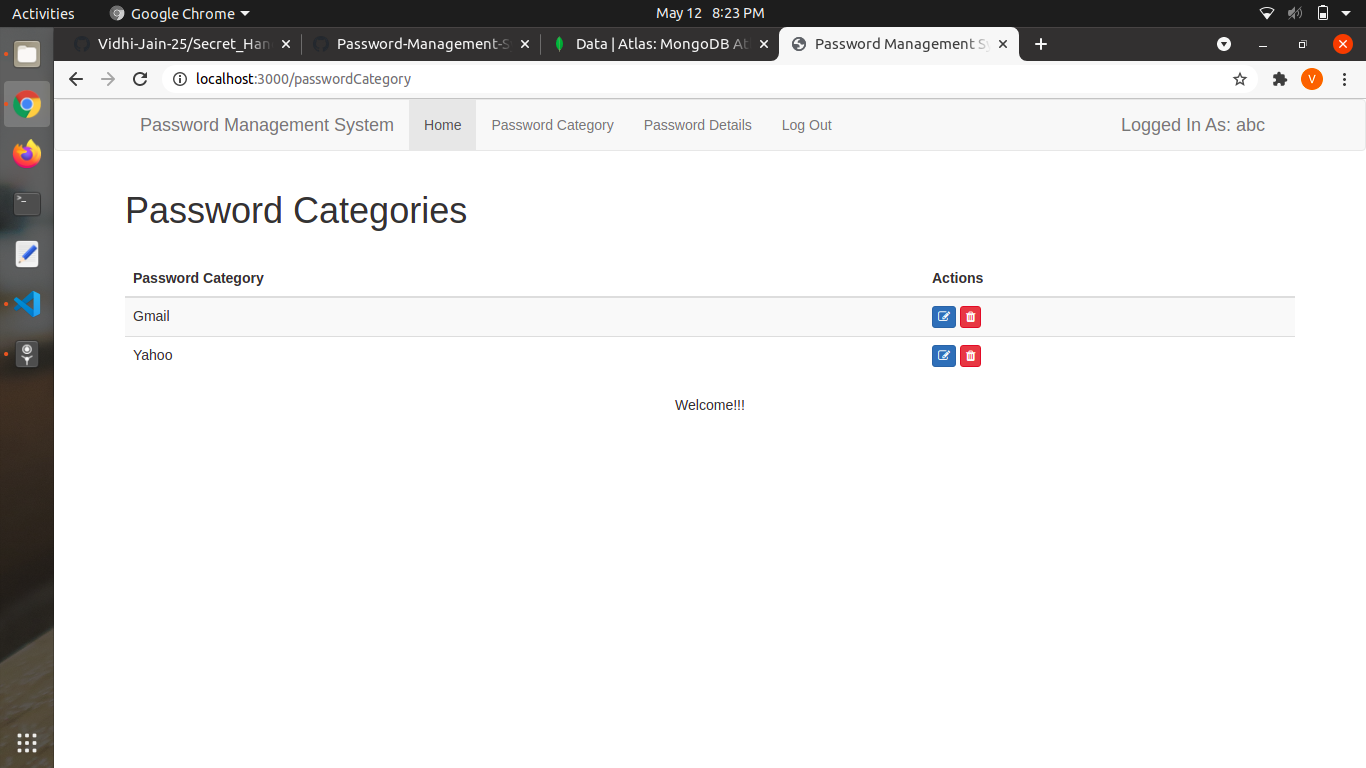 Activities Google Chrome May 12 8:23 PM
Vidhi-Jain-25/Secret_Han Password-Management-S Data | Atlas: MongoDB At Password Management Sy
localhost:3000/passwordCategory V
Password Management System Home Password Category Password Details Log Out Logged In As: abc
Password Categories
Password Category Actions
Gmail
Yahoo
Welcome!!!